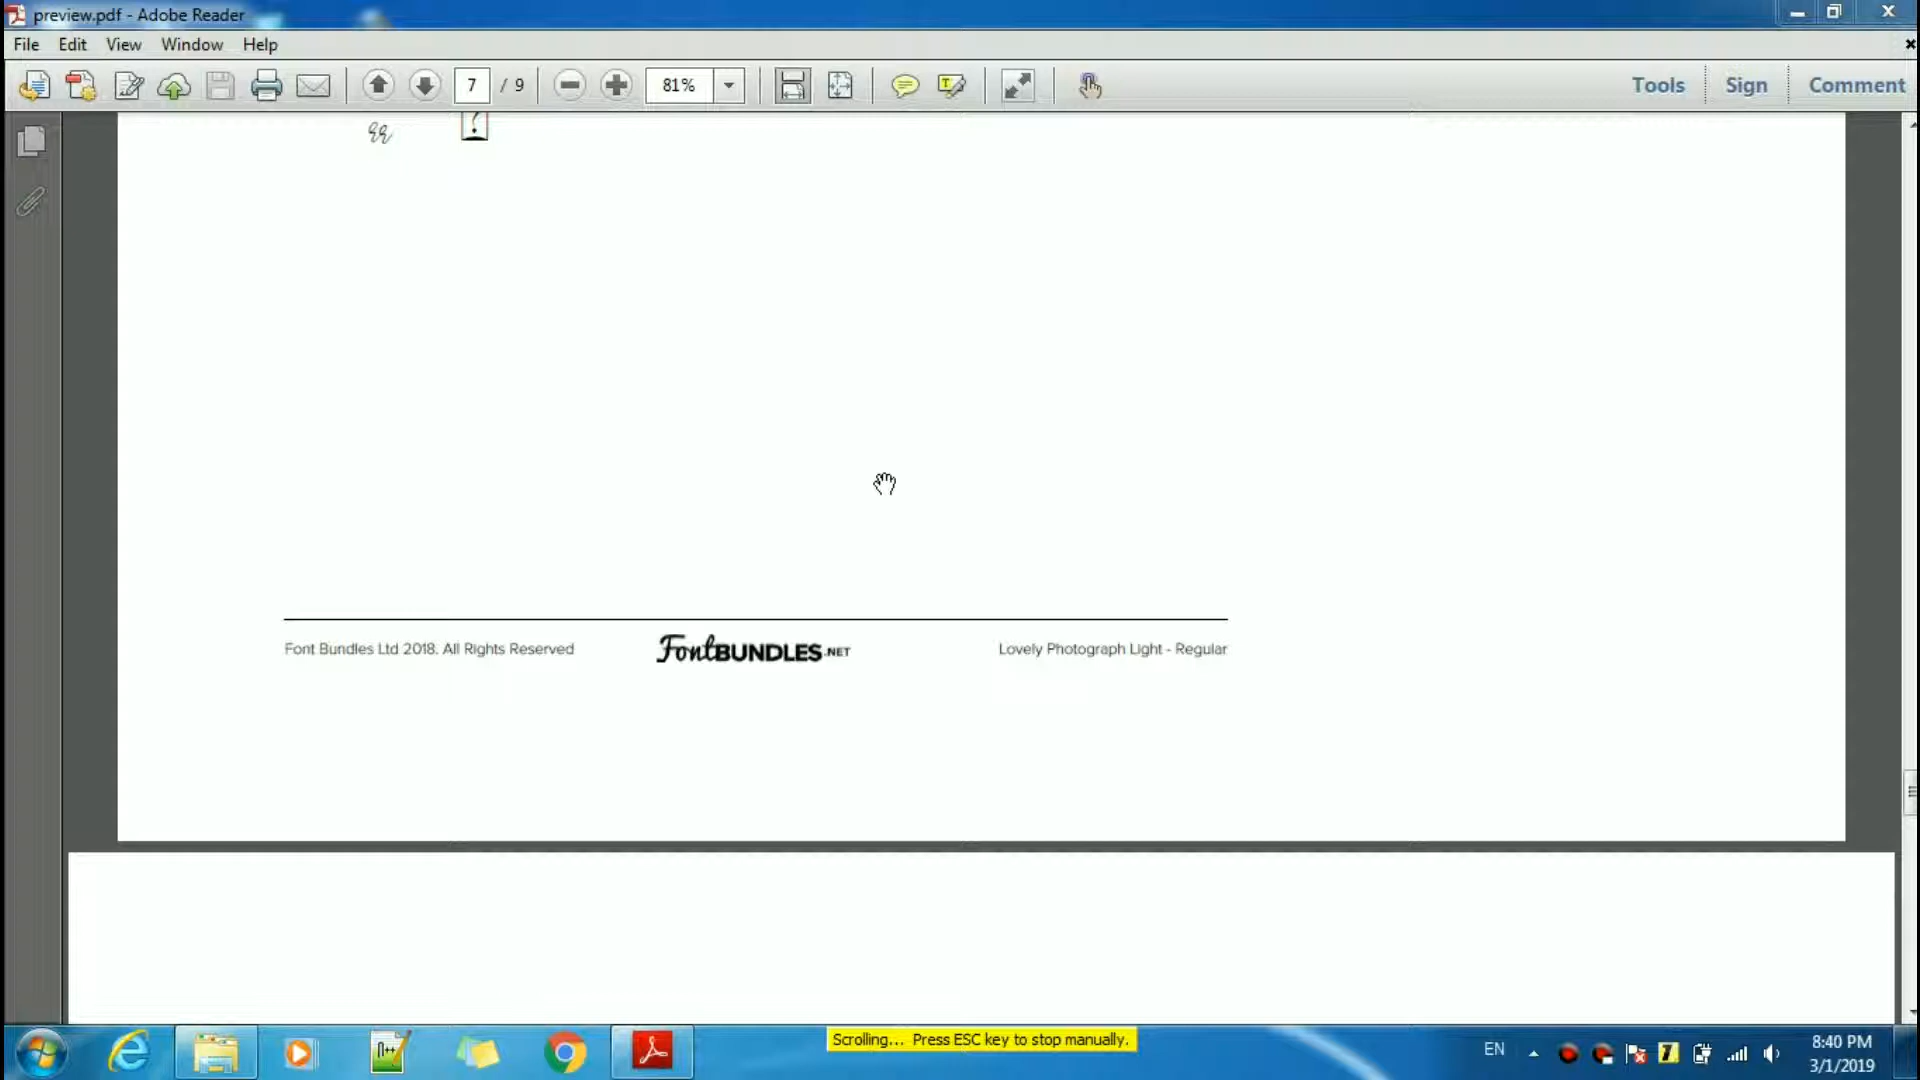 preview.pdf - Adobe Reader
File Edit View Window Help
7 / 9 81% Tools Sign Comment
qq ?
Font Bundles Ltd 2018. All Rights Reserved FontBUNDLES.NET Lovely Photograph Light - Regular
Scrolling... Press ESC key to stop manually.
EN 8:40 PM
3/1/2019